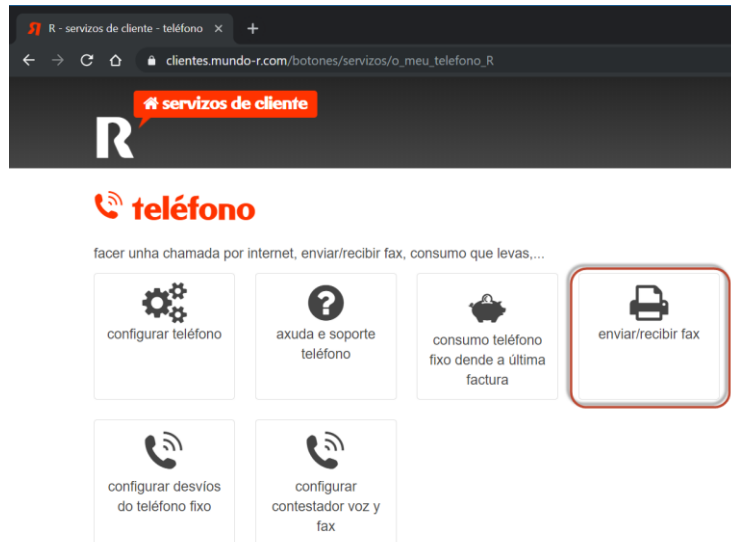 R - servizos de cliente - teléfono
clientes.mundo-r.com/botones/servizos/o_meu_telefono_R
servizos de cliente
R
teléfono
facer unha chamada por internet, enviar/recibir fax, consumo que levas,...
configurar teléfono
axuda e soporte
teléfono
consumo teléfono
fixo dende a última
factura
enviar/recibir fax
configurar desvíos
do teléfono fixo
configurar
contestador voz y
fax